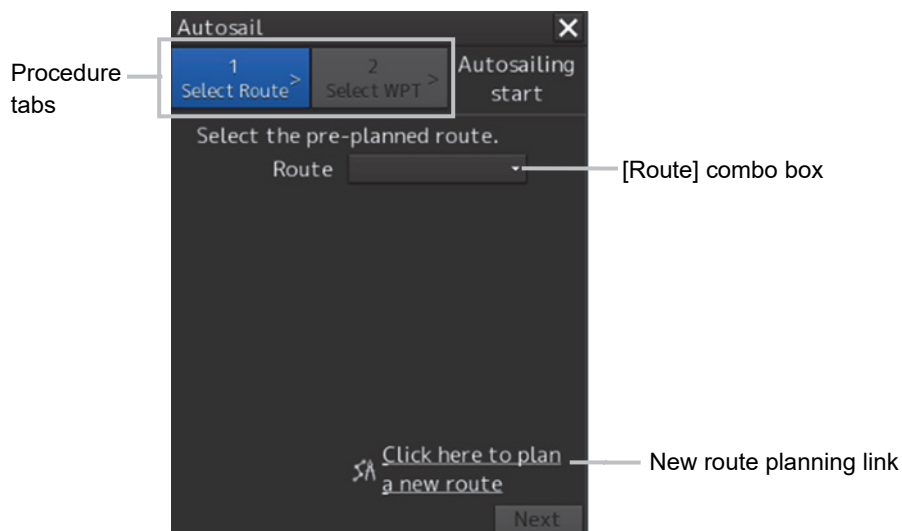 Autosail
Procedure
tabs
1
Select Route >
2
Select WPT >
Autosailing
start
Select the pre-planned route.
Route
[Route] combo box
Click here to plan
a new route
New route planning link
Next